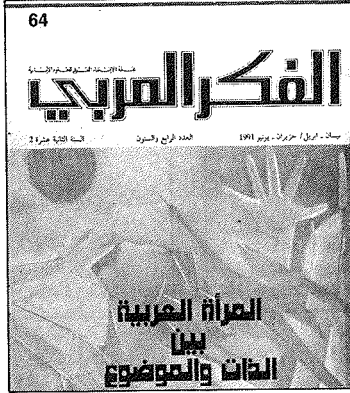 64
مجلة الإنماء العربي للعلوم الإنسانية
الفكر العربي
نيسان - ابريل / حزيران - يونيو 1991 العدد الرابع والستون السنة الثانية عشرة 2
المرأة العربية
بين
الذات والموضوع